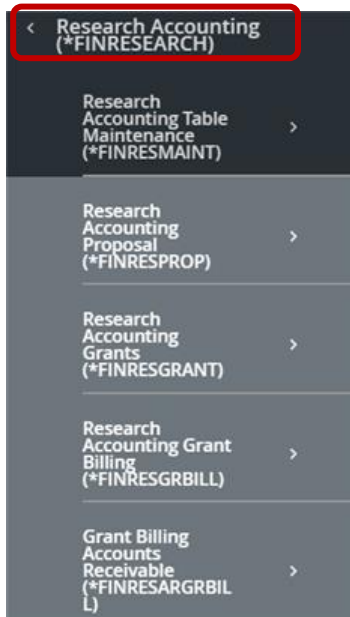 Research Accounting
(*FINRESEARCH)
Research
Accounting Table
Maintenance
(*FINRESMAINT)
Research
Accounting
Proposal
(*FINRESPROP)
Research
Accounting
Grants
(*FINRESGRANT)
Research
Accounting Grant
Billing
(*FINRESGRBILL)
Grant Billing
Accounts
Receivable
(*FINRESARGRBIL
L)